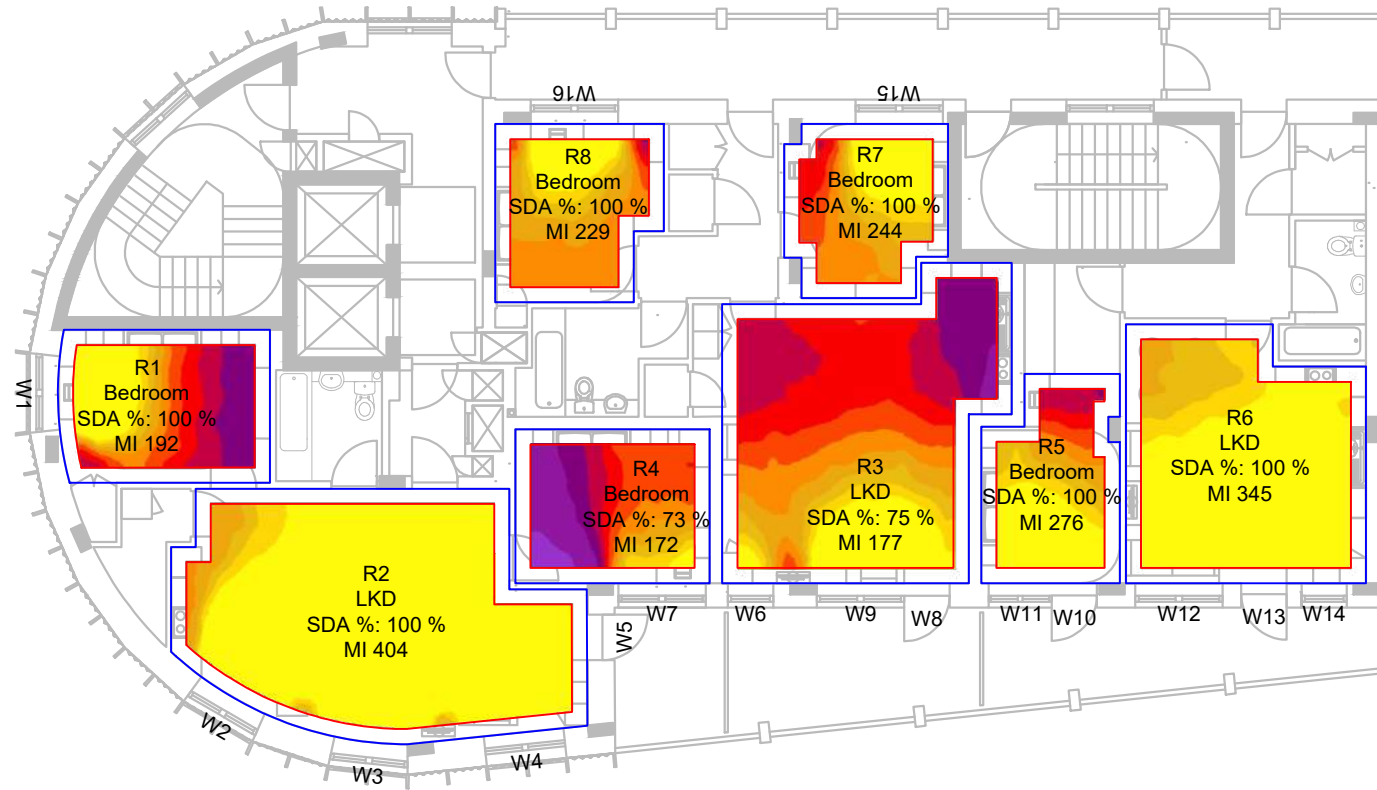 W16
W15
R8
Bedroom
SDA %: 100 %
MI 229
R7
Bedroom
SDA %: 100 %
MI 244
R1
Bedroom
SDA %: 100 %
MI 192
W1
R4
Bedroom
SDA %: 73 %
MI 172
R3
LKD
SDA %: 75 %
MI 177
R5
Bedroom
SDA %: 100 %
MI 276
R6
LKD
SDA %: 100 %
MI 345
R2
LKD
SDA %: 100 %
MI 404
W7
W6
W9
W8
W11
W10
W12
W13
W14
W5
W2
W3
W4